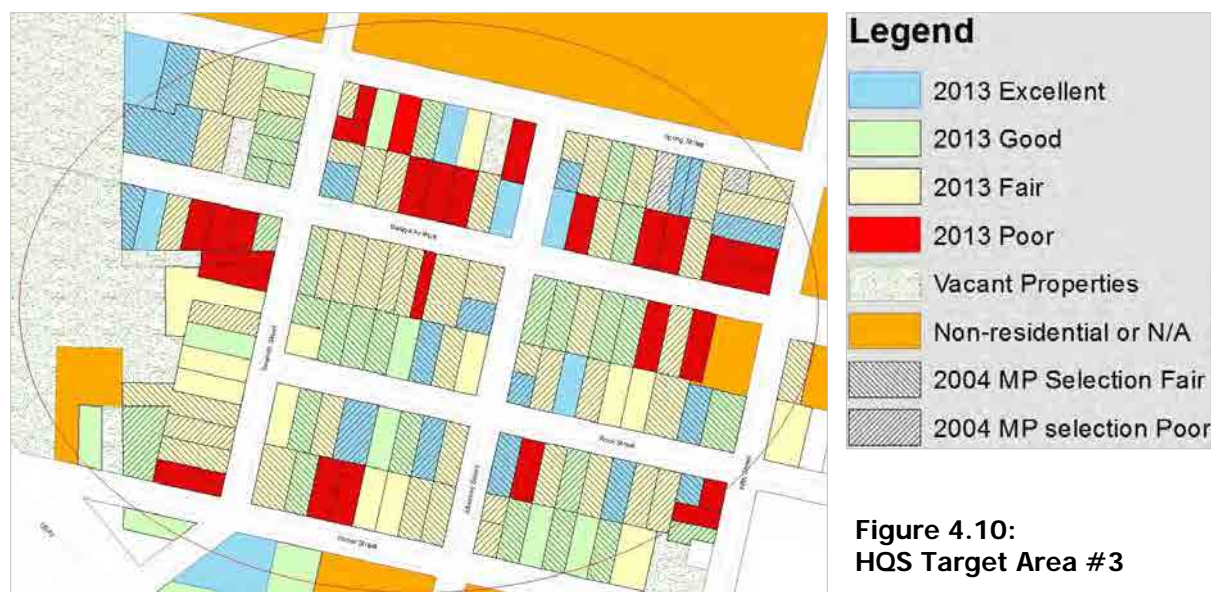 Spring Street
Rock Street
Legend
2013 Excellent
2013 Good
2013 Fair
2013 Poor
Vacant Properties
Non-residential or N/A
2004 MP Selection Fair
2004 MP selection Poor
Figure 4.10:
HQS Target Area #3